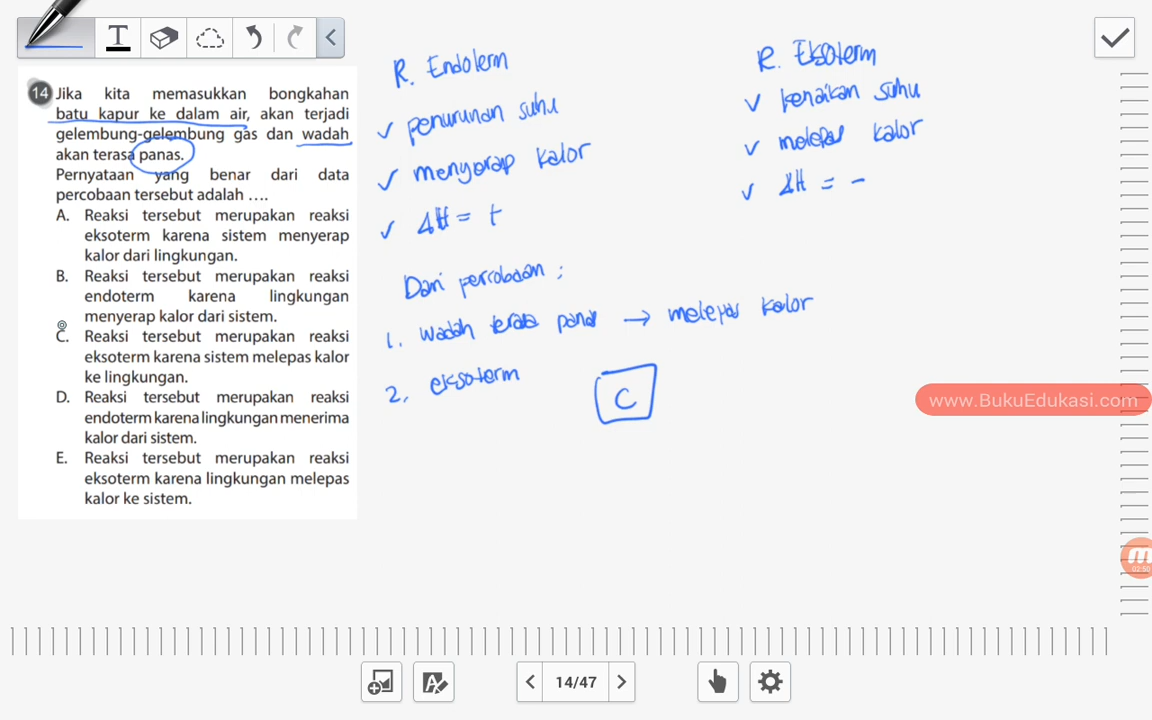 T
14 Jika kita memasukkan bongkahan
batu kapur ke dalam air, akan terjadi
gelembung-gelembung gas dan wadah
akan terasa panas.
Pernyataan yang benar dari data
percobaan tersebut adalah ....
A. Reaksi tersebut merupakan reaksi
eksoterm karena sistem menyerap
kalor dari lingkungan.
B. Reaksi tersebut merupakan reaksi
endoterm karena lingkungan
menyerap kalor dari sistem.
C. Reaksi tersebut merupakan reaksi
eksoterm karena sistem melepas kalor
ke lingkungan.
D. Reaksi tersebut merupakan reaksi
endoterm karena lingkungan menerima
kalor dari sistem.
E. Reaksi tersebut merupakan reaksi
eksoterm karena lingkungan melepas
kalor ke sistem.
R. Endoterm
✓ penurunan suhu
✓ menyerap kalor
✓ ΔH = +
R. Eksoterm
✓ kenaikan suhu
✓ melepas kalor
✓ ΔH = -
Dari percobaan :
1. wadah terasa panas → melepas kalor
2. eksoterm
C
www.BukuEdukasi.com
02:50
14/47